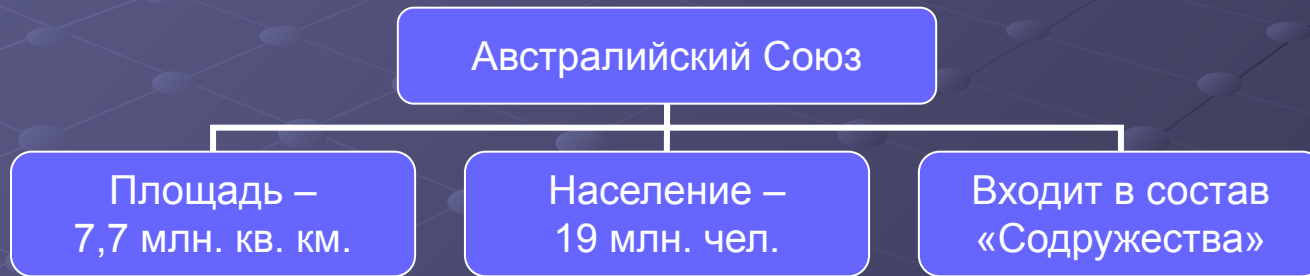 Австралийский Союз
Площадь –
7,7 млн. кв. км.
Население –
19 млн. чел.
Входит в состав
«Содружества»